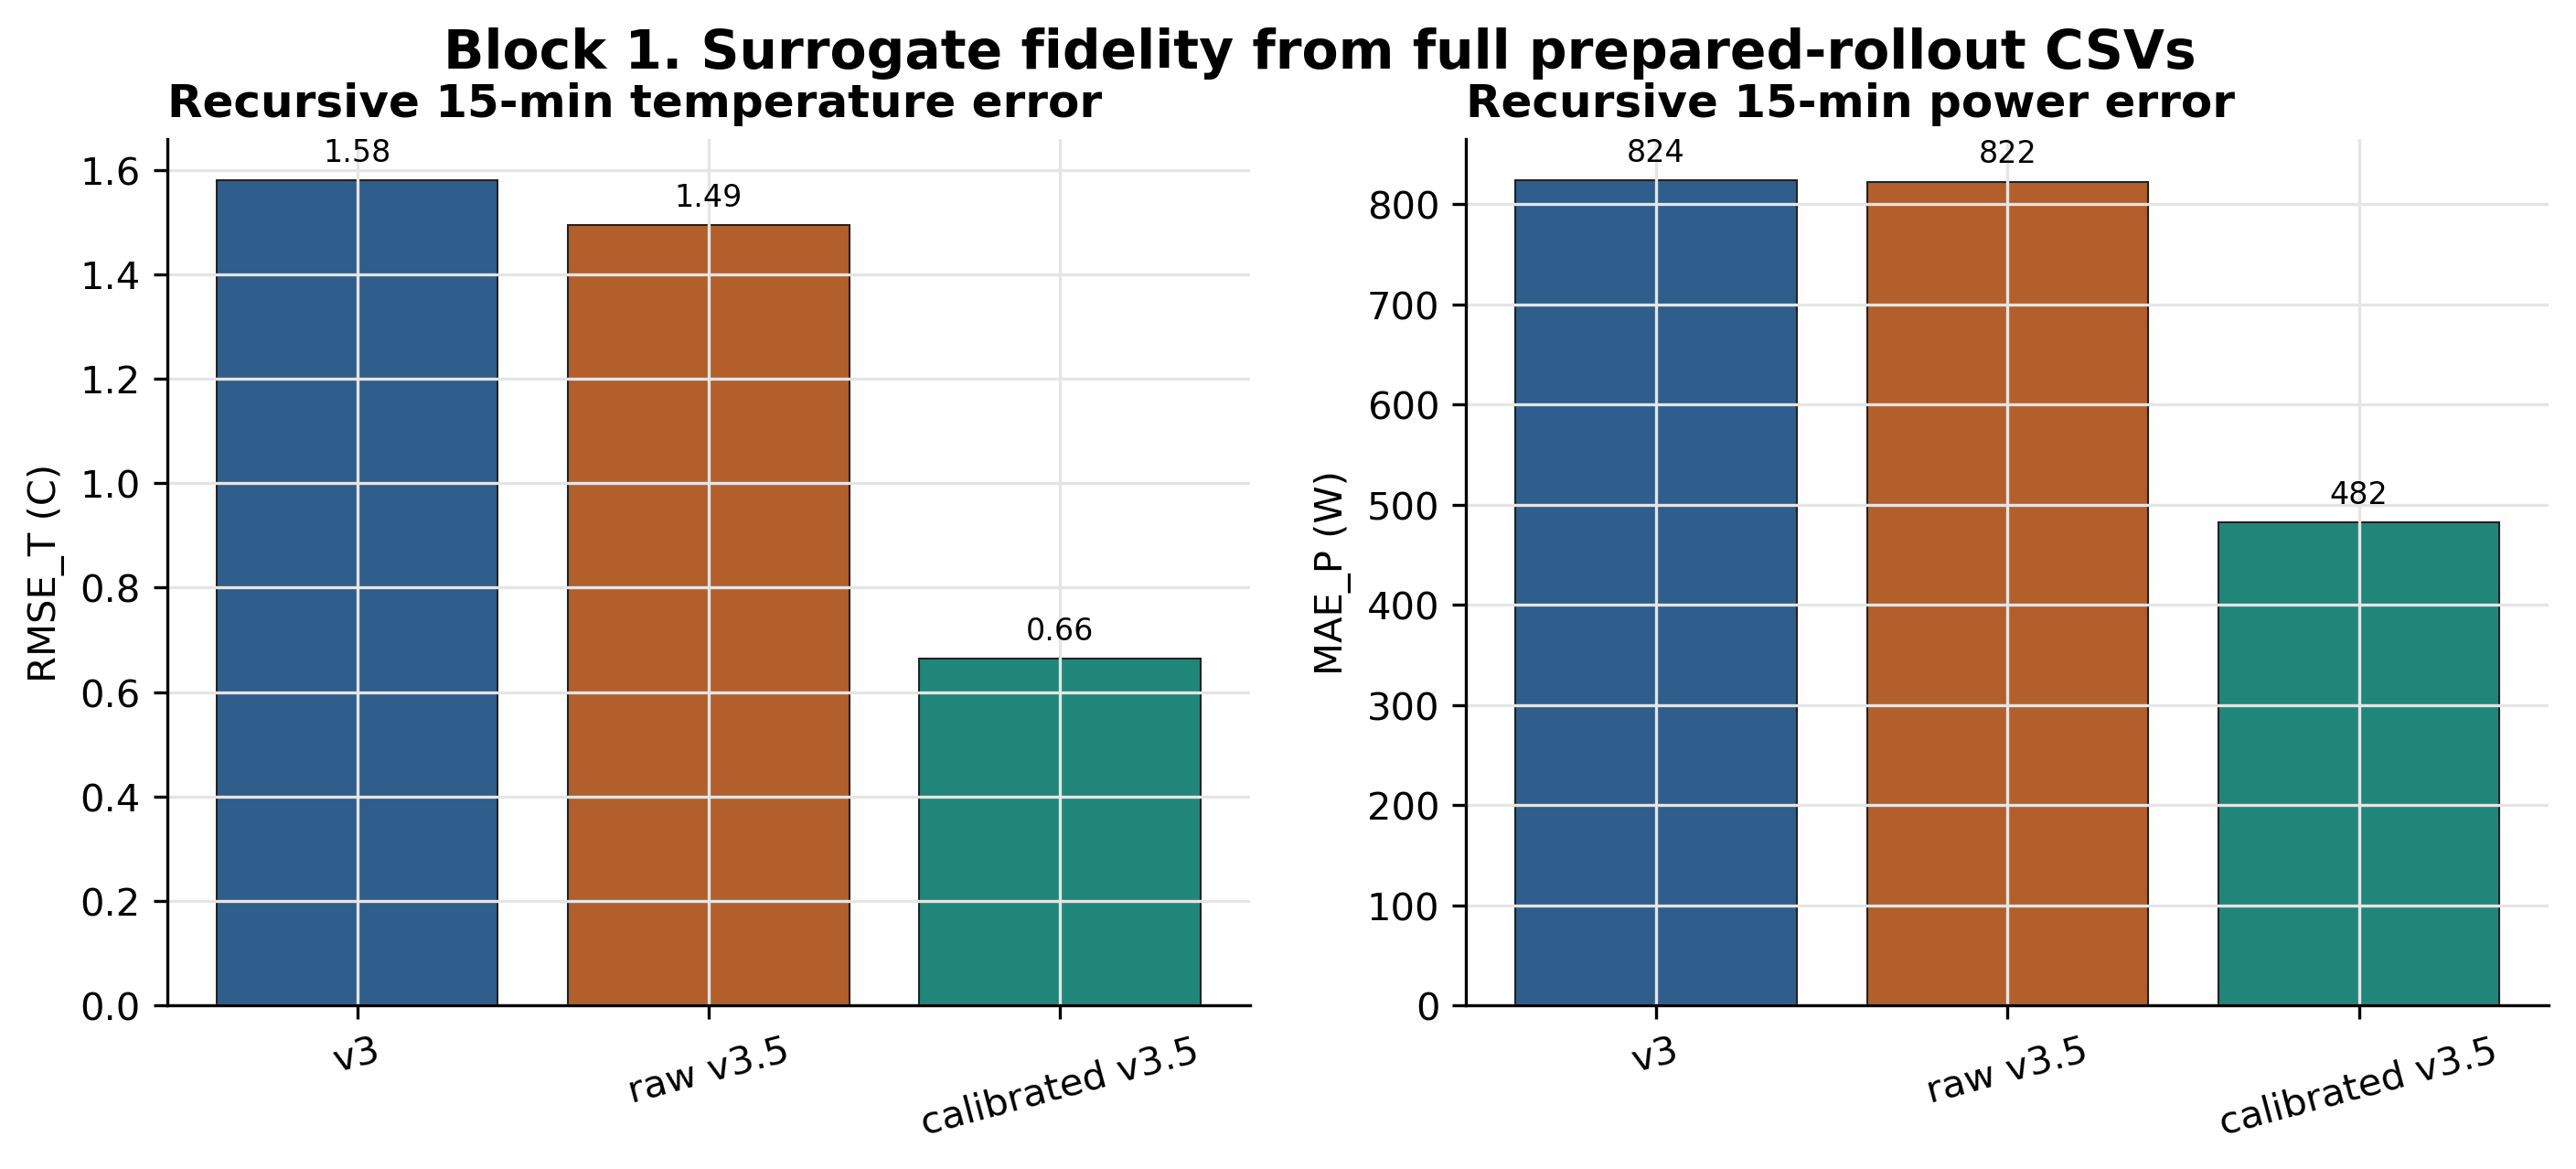 Block 1. Surrogate fidelity from full prepared-rollout CSVs
Recursive 15-min temperature error
RMSE_T (C)
1.6
1.4
1.2
1.0
0.8
0.6
0.4
0.2
0.0
1.58
1.49
0.66
v3
raw v3.5
calibrated v3.5
Recursive 15-min power error
MAE_P (W)
800
700
600
500
400
300
200
100
0
824
822
482
v3
raw v3.5
calibrated v3.5